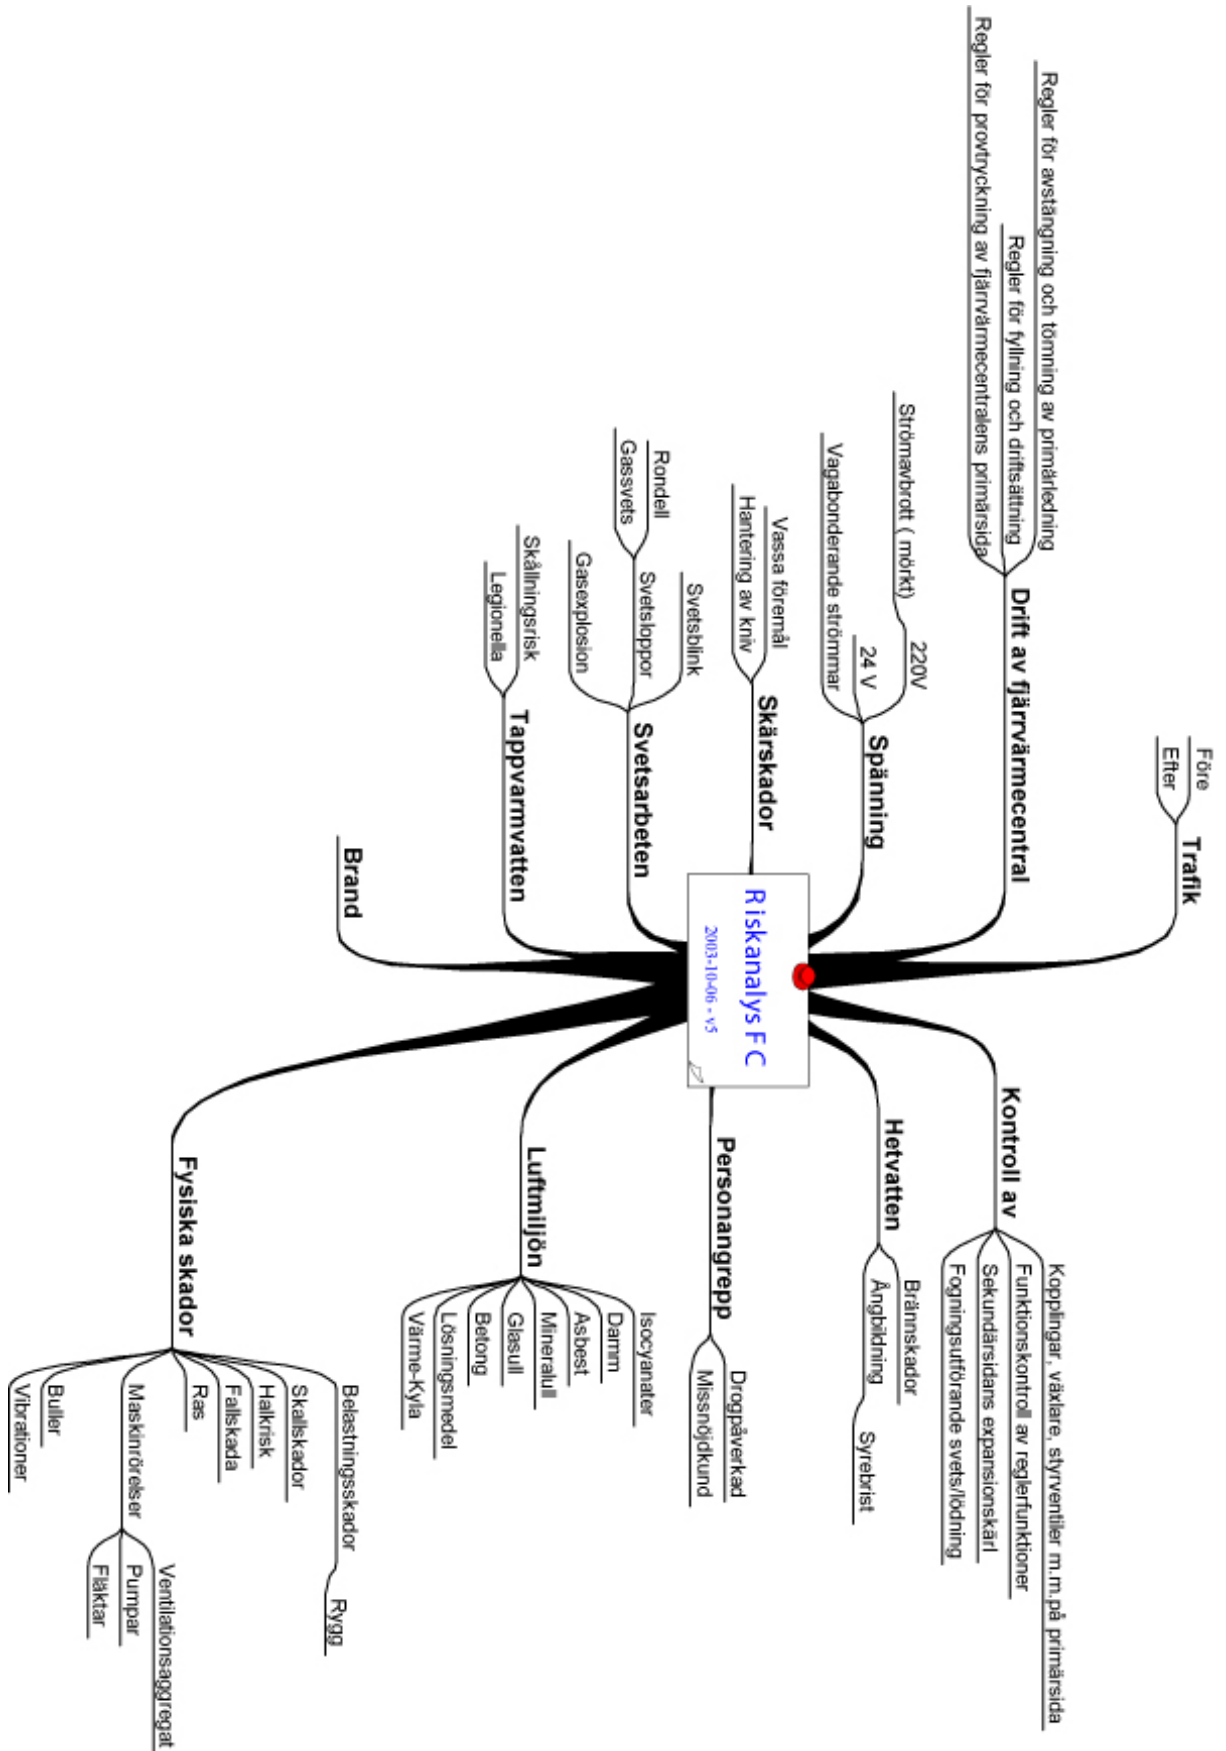 Riskanalys FC
2003-10-06 - v5
Trafik
Före
Efter
Drift av fjärrvärmecentral
Regler för avstängning och tömning av primärledning
Regler för fyllning och driftsättning
Regler för provtryckning av fjärrvärmecentralens primärsida
Spänning
220V
Strömavbrott ( mörkt)
24 V
Vagabonderande strömmar
Skärskador
Vassa föremål
Hantering av kniv
Svetsarbeten
Svetsblink
Svetsloppor
Rondell
Gassvets
Gasexplosion
Tappvarmvatten
Skållningsrisk
Legionella
Brand
Kontroll av
Kopplingar, växlare, styrventiler m.m.på primärsida
Funktionskontroll av reglerfunktioner
Sekundärsidans expansionskärl
Fogningsutförande svets/lödning
Hetvatten
Brännskador
Ångbildning
Syrebrist
Personangrepp
Drogpåverkad
Missnöjdkund
Luftmiljön
Isocyanater
Damm
Asbest
Mineralull
Glasull
Betong
Lösningsmedel
Värme-Kyla
Fysiska skador
Belastningsskador
Rygg
Skallskador
Halkrisk
Fallskada
Ras
Maskinrörelser
Ventilationsaggregat
Pumpar
Fläktar
Buller
Vibrationer